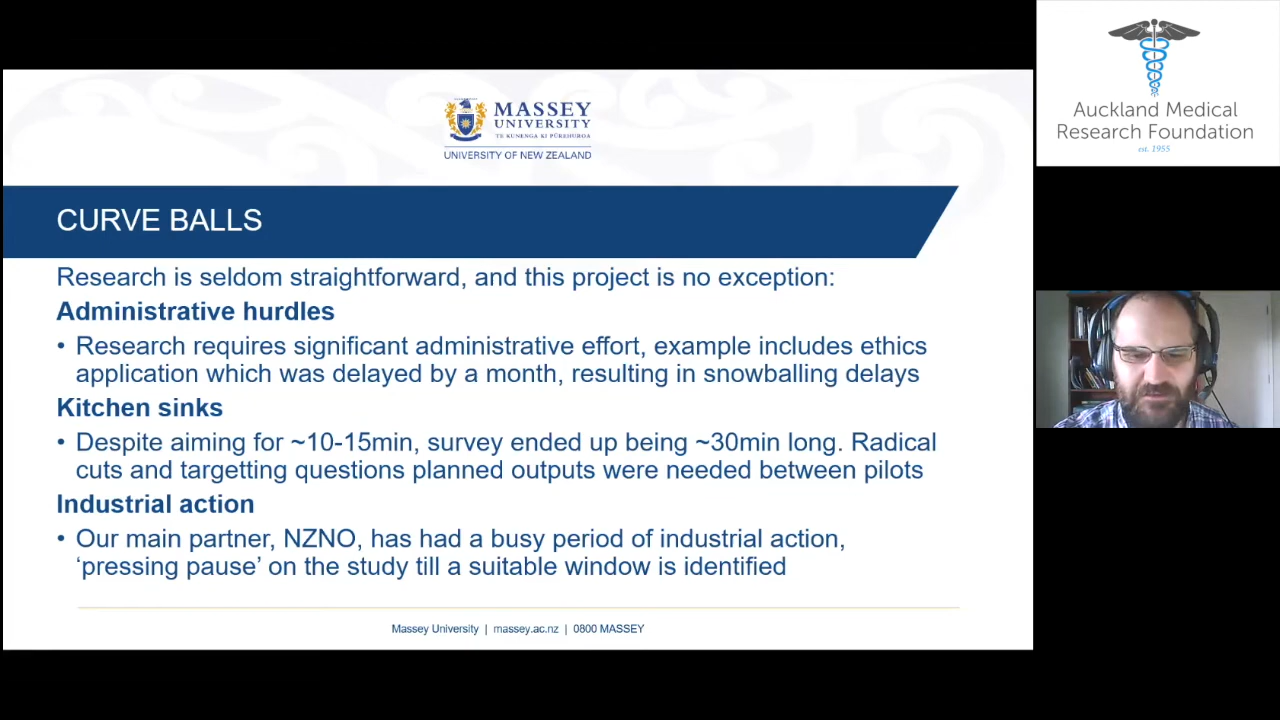 MASSEY
UNIVERSITY
TE KUNENGA KI PŪREHUROA
UNIVERSITY OF NEW ZEALAND
CURVE BALLS
Research is seldom straightforward, and this project is no exception:
Administrative hurdles
• Research requires significant administrative effort, example includes ethics
application which was delayed by a month, resulting in snowballing delays
Kitchen sinks
• Despite aiming for ~10-15min, survey ended up being ~30min long. Radical
cuts and targetting questions planned outputs were needed between pilots
Industrial action
• Our main partner, NZNO, has had a busy period of industrial action,
‘pressing pause’ on the study till a suitable window is identified
Massey University | massey.ac.nz | 0800 MASSEY
Auckland Medical
Research Foundation
est. 1955